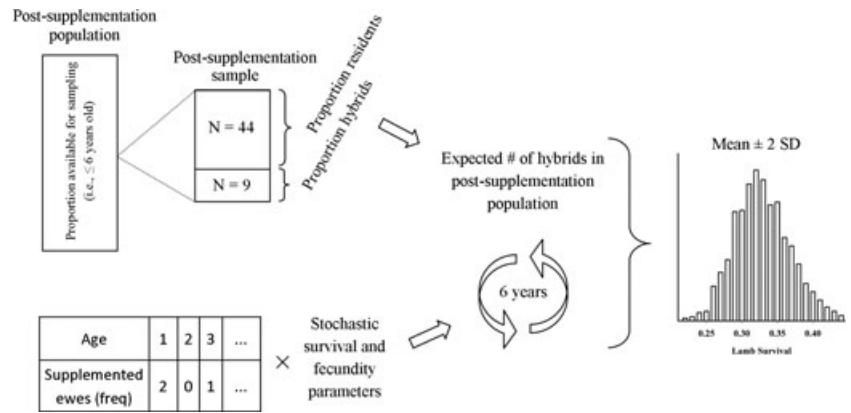 Post-supplementation
population
Proportion available for sampling
(i.e., ≤ 6 years old)
Post-supplementation
sample
N = 44
N = 9
Proportion residents
Proportion hybrids
Expected # of hybrids in
post-supplementation
population
6 years
Mean ± 2 SD
0.25 0.30 0.35 0.40
Lamb Survival
Age 1 2 3 ...
Supplemented
ewes (freq) 2 0 1 ...
×
Stochastic
survival and
fecundity
parameters